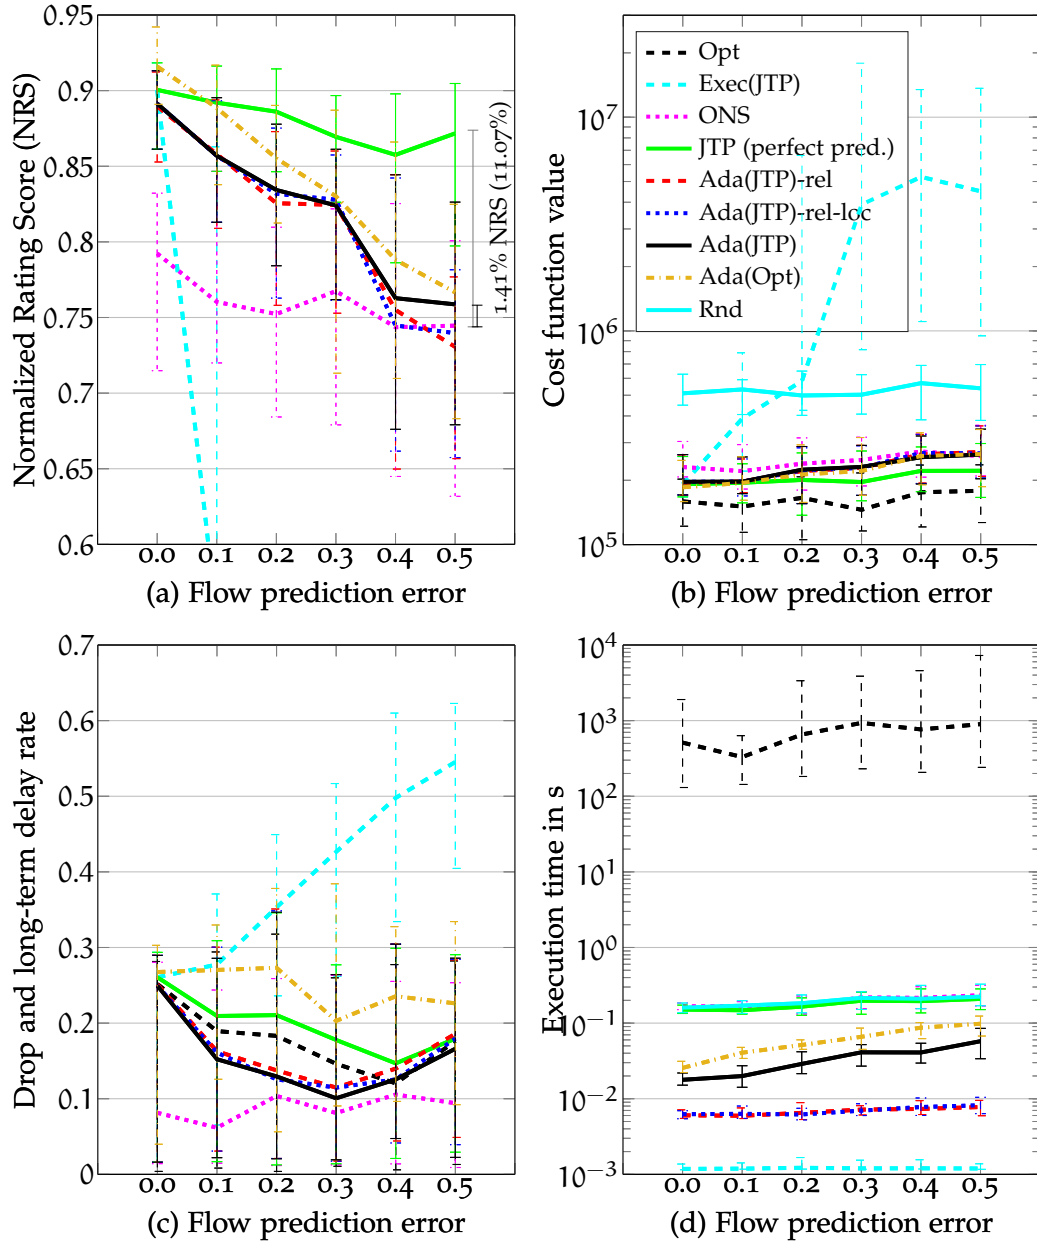 0.95
0.9
0.85
0.8
0.75
0.7
0.65
0.6
Normalized Rating Score (NRS)
1.41% NRS (11.07%)
0.0 0.1 0.2 0.3 0.4 0.5
(a) Flow prediction error
Cost function value
10^7
10^6
10^5
Opt
Exec(JTP)
ONS
JTP (perfect pred.)
Ada(JTP)-rel
Ada(JTP)-rel-loc
Ada(JTP)
Ada(Opt)
Rnd
0.0 0.1 0.2 0.3 0.4 0.5
(b) Flow prediction error
0.7
0.6
0.5
0.4
0.3
0.2
0.1
0
Drop and long-term delay rate
0.0 0.1 0.2 0.3 0.4 0.5
(c) Flow prediction error
10^4
10^3
10^2
10^1
10^0
10^−1
10^−2
10^−3
Execution time in s
0.0 0.1 0.2 0.3 0.4 0.5
(d) Flow prediction error